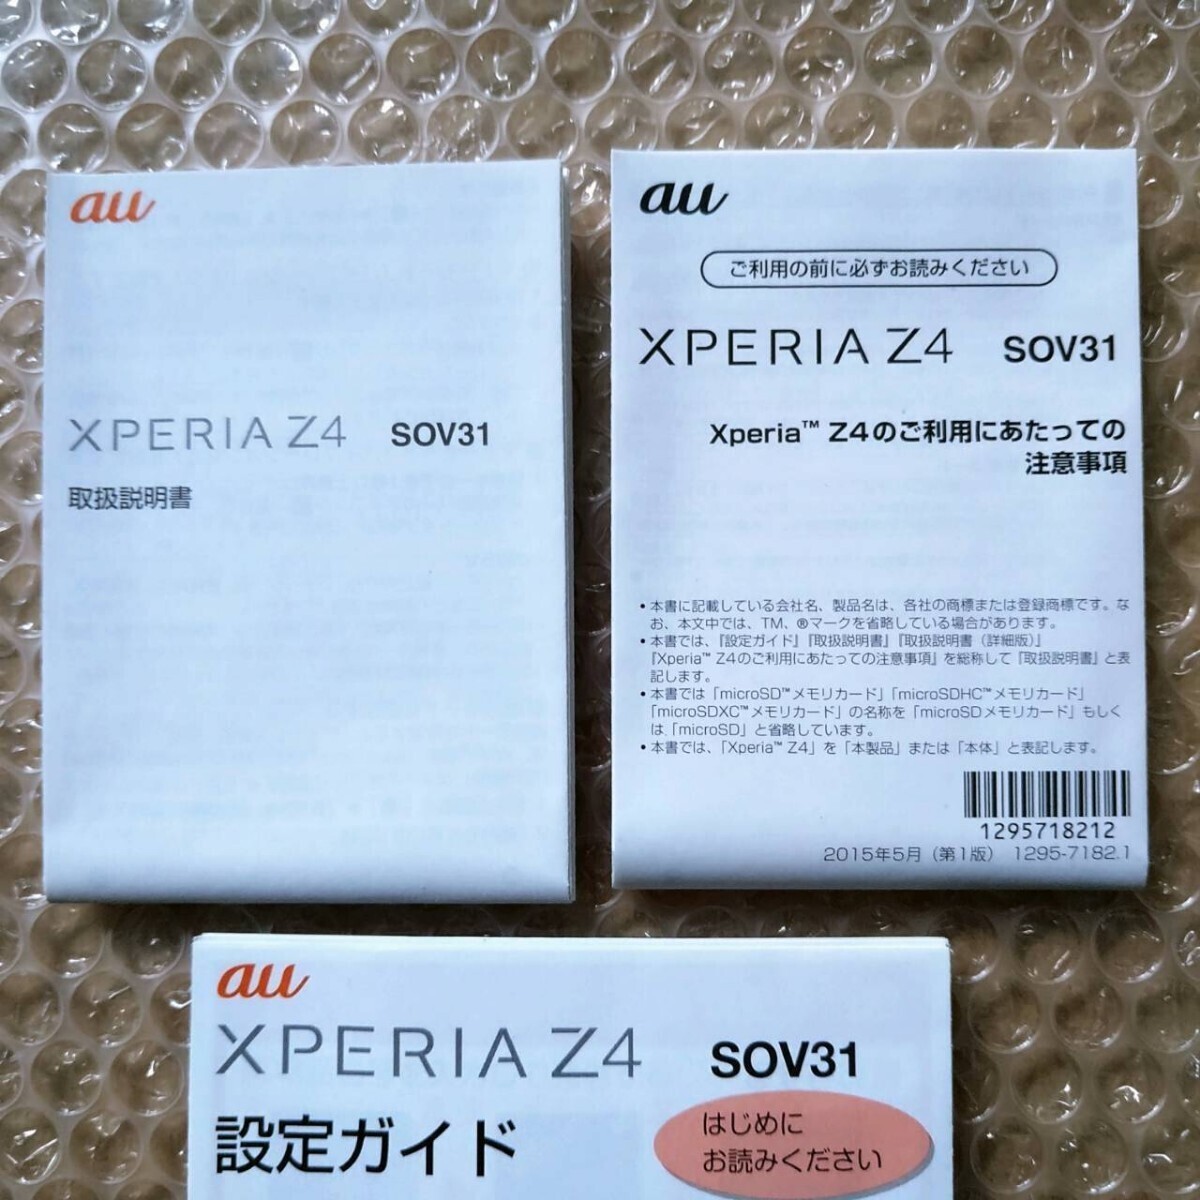 au
XPERIA Z4 SOV31
取扱説明書
au
ご利用の前に必ずお読みください
XPERIA Z4 SOV31
Xperia™ Z4のご利用にあたっての
注意事項
• 本書に記載している会社名、製品名は、各社の商標または登録商標です。な
お、本文中では、TM、®マークを省略している場合があります。
• 本書では、『設定ガイド』『取扱説明書』『取扱説明書（詳細版）』
『Xperia™ Z4のご利用にあたっての注意事項』を総称して『取扱説明書』と表
記します。
• 本書では「microSD™メモリカード」「microSDHC™メモリカード」
「microSDXC™メモリカード」の名称を「microSDメモリカード」もしく
は、「microSD」と省略しています。
• 本書では、「Xperia™ Z4」を「本製品」または「本体」と表記します。
1295718212
2015年5月（第1版） 1295-7182.1
au
XPERIA Z4 SOV31
設定ガイド
はじめに
お読みください